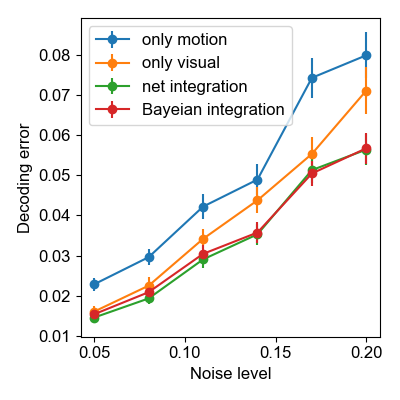 only motion
only visual
net integration
Bayeian integration
Decoding error
0.08
0.07
0.06
0.05
0.04
0.03
0.02
0.01
0.05 0.10 0.15 0.20
Noise level